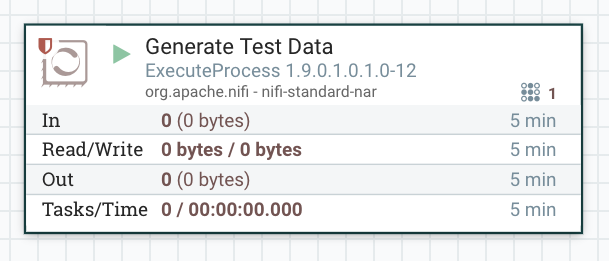 Generate Test Data
ExecuteProcess 1.9.0.1.0.1.0-12
org.apache.nifi - nifi-standard-nar
1
In 0 (0 bytes) 5 min
Read/Write 0 bytes / 0 bytes 5 min
Out 0 (0 bytes) 5 min
Tasks/Time 0 / 00:00:00.000 5 min